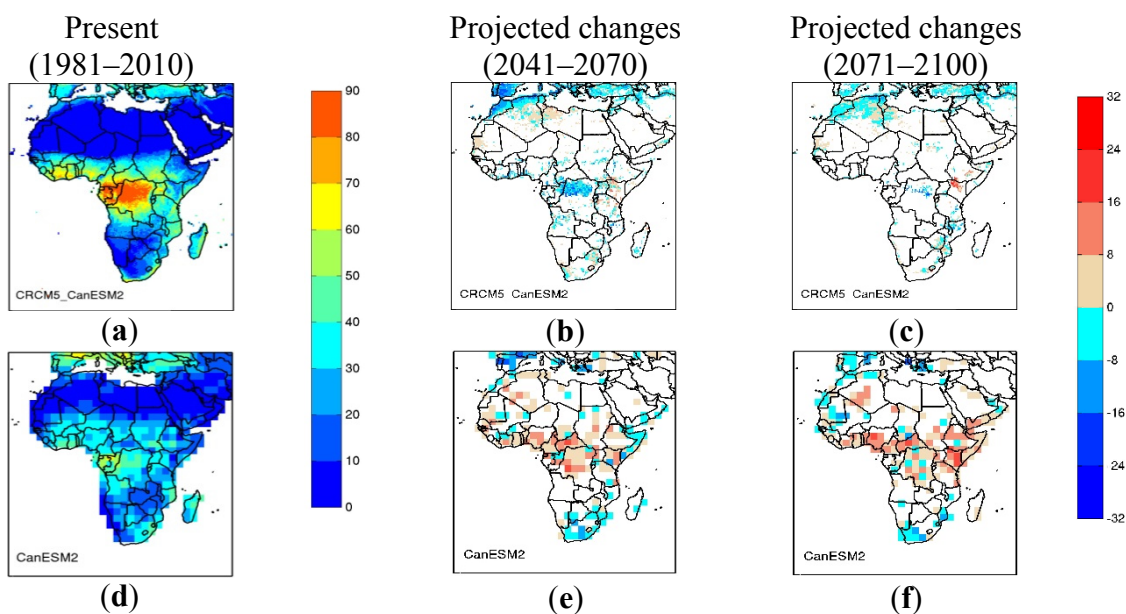 Present
(1981–2010)
Projected changes
(2041–2070)
Projected changes
(2071–2100)
90
80
70
60
50
40
30
20
10
0
32
24
16
8
0
-8
-16
-24
-32
CRCM5_CanESM2
CRCM5 CanESM2
CRCM5 CanESM2
(a)
(b)
(c)
CanESM2
CanESM2
CanESM2
(d)
(e)
(f)